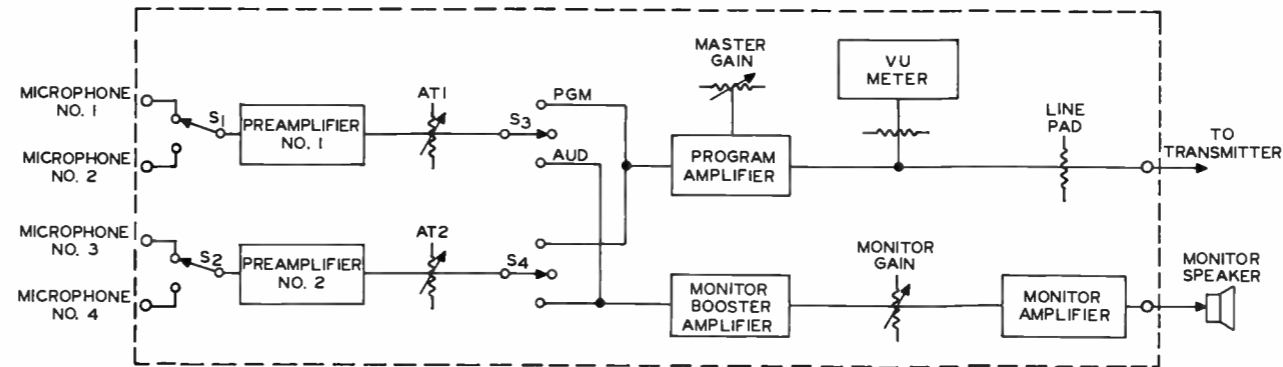 MICROPHONE
NO. 1
MICROPHONE
NO. 2
S1
PREAMPLIFIER
NO. 1
AT1
S3
PGM
AUD
MASTER
GAIN
PROGRAM
AMPLIFIER
VU
METER
LINE
PAD
TO
TRANSMITTER
MICROPHONE
NO. 3
MICROPHONE
NO. 4
S2
PREAMPLIFIER
NO. 2
AT2
S4
MONITOR
BOOSTER
AMPLIFIER
MONITOR
GAIN
MONITOR
AMPLIFIER
MONITOR
SPEAKER